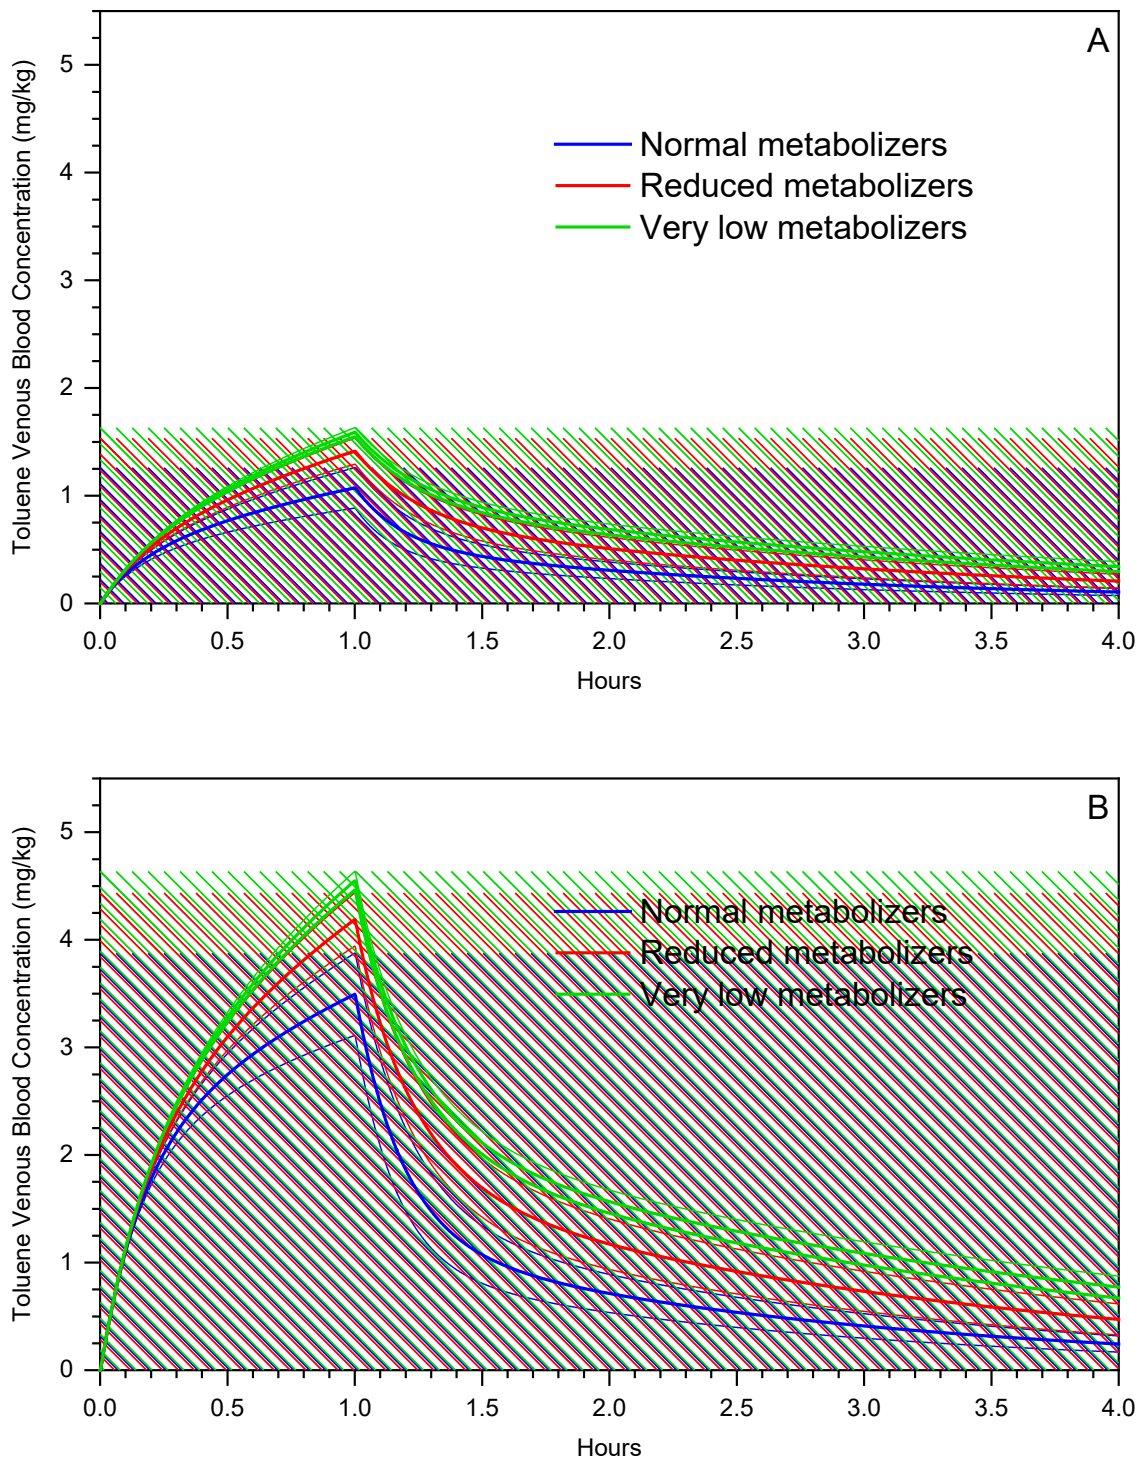 A
Toluene Venous Blood Concentration (mg/kg)
5
4
3
2
1
0
Normal metabolizers
Reduced metabolizers
Very low metabolizers
0.0 0.5 1.0 1.5 2.0 2.5 3.0 3.5 4.0
Hours
B
Toluene Venous Blood Concentration (mg/kg)
5
4
3
2
1
0
Normal metabolizers
Reduced metabolizers
Very low metabolizers
0.0 0.5 1.0 1.5 2.0 2.5 3.0 3.5 4.0
Hours